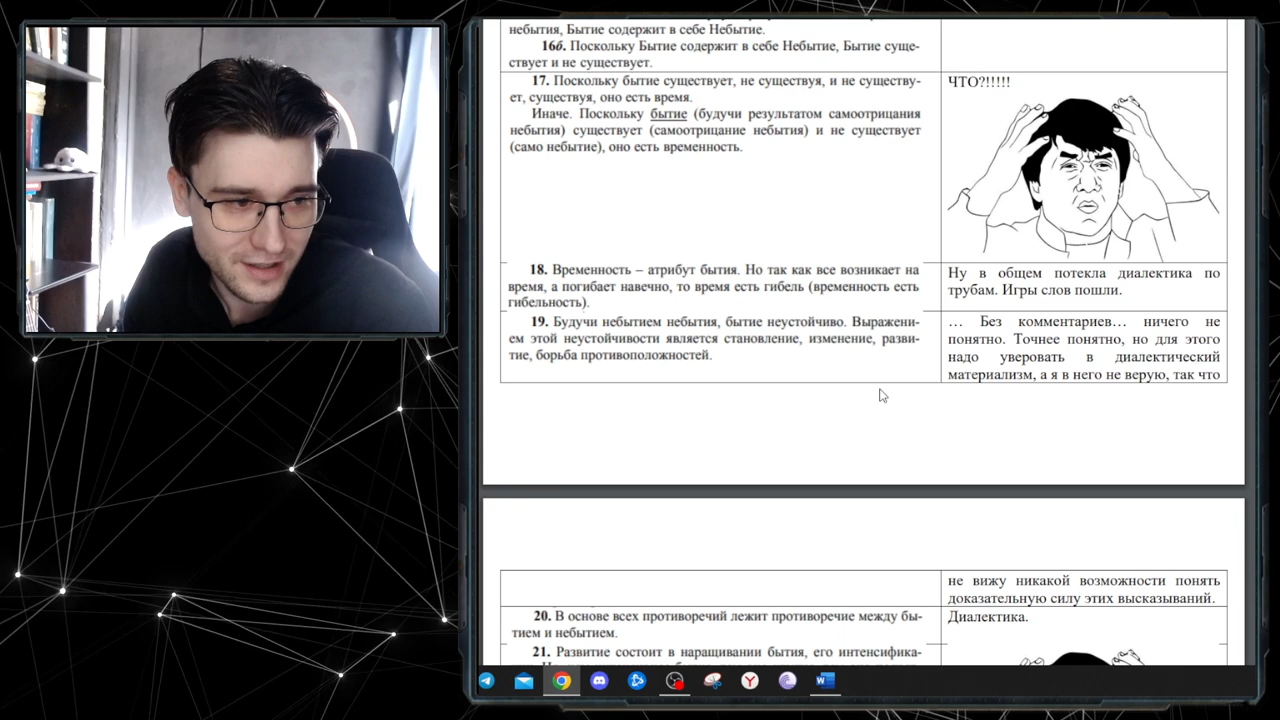 небытия, Бытие содержит в себе Небытие.
16б. Поскольку Бытие содержит в себе Небытие, Бытие суще-
ствует и не существует.
17. Поскольку бытие существует, не существуя, и не существу-
ет, существуя, оно есть время.
Иначе. Поскольку бытие (будучи результатом самоотрицания
небытия) существует (самоотрицание небытия) и не существует
(само небытие), оно есть временность.
ЧТО?!!!!!
18. Временность – атрибут бытия. Но так как все возникает на
время, а погибает навечно, то время есть гибель (временность есть
гибельность).
Ну в общем потекла диалектика по
трубам. Игры слов пошли.
19. Будучи небытием небытия, бытие неустойчиво. Выражени-
ем этой неустойчивости является становление, изменение, разви-
тие, борьба противоположностей.
… Без комментариев… ничего не
понятно. Точнее понятно, но для этого
надо уверовать в диалектический
материализм, а я в него не верую, так что
не вижу никакой возможности понять
доказательную силу этих высказываний.
20. В основе всех противоречий лежит противоречие между бы-
тием и небытием.
Диалектика.
21. Развитие состоит в наращивании бытия, его интенсифика-